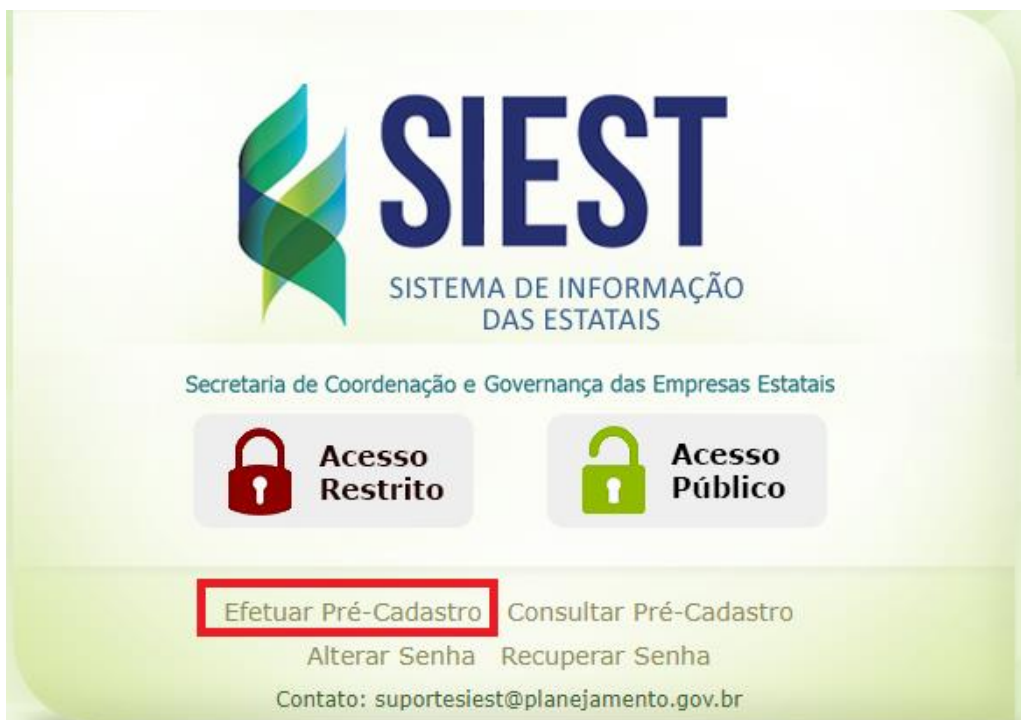 SIEST
SISTEMA DE INFORMAÇÃO
DAS ESTATAIS
Secretaria de Coordenação e Governança das Empresas Estatais
Acesso
Restrito
Acesso
Público
Efetuar Pré-Cadastro Consultar Pré-Cadastro
Alterar Senha Recuperar Senha
Contato: suportesiest@planejamento.gov.br